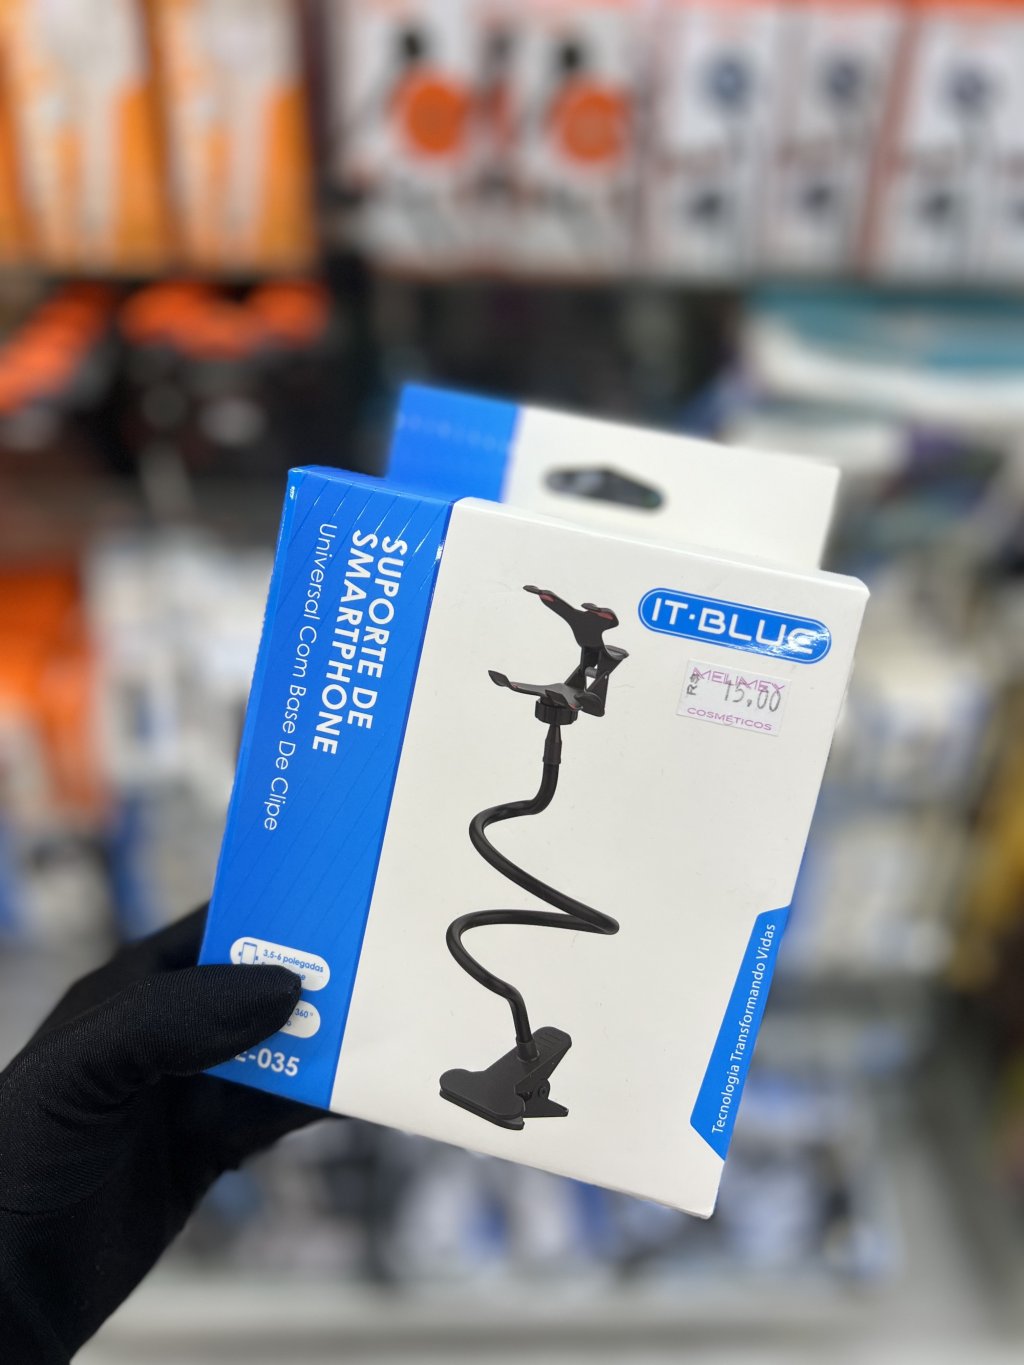 SUPORTE DE
SMARTPHONE
Universal Com Base De Clipe
IT·BLUE
MELIMEY
R$ 15,00
COSMÉTICOS
3,5-6 polegadas
360°
-035
Tecnologia Transformando Vidas